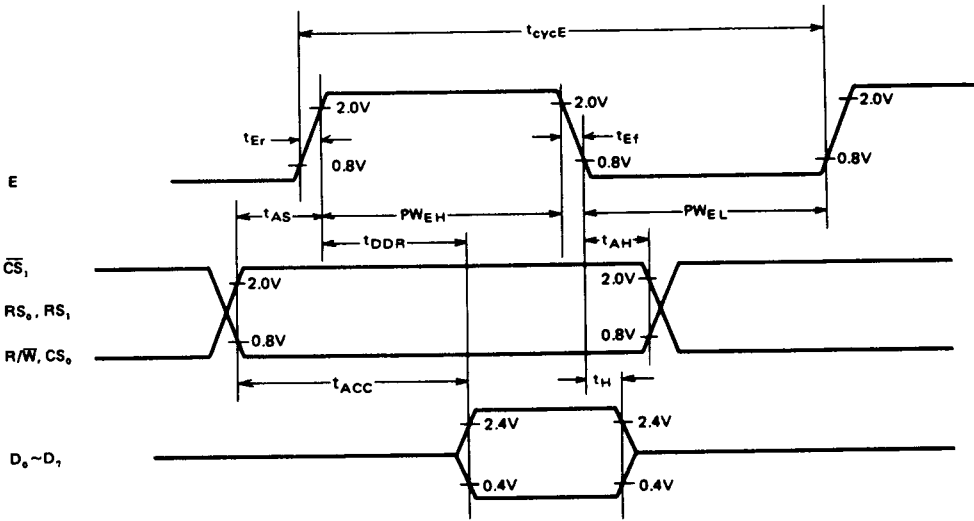 tcycE
2.0V
2.0V
2.0V
tEr
tEf
0.8V
0.8V
0.8V
E
tAS
PWEH
PWEL
tDDR
tAH
C̅S̅₁
2.0V
2.0V
RS₀, RS₁
0.8V
0.8V
R/W̅, CS₀
tACC
tH
2.4V
2.4V
D₀~D₇
0.4V
0.4V